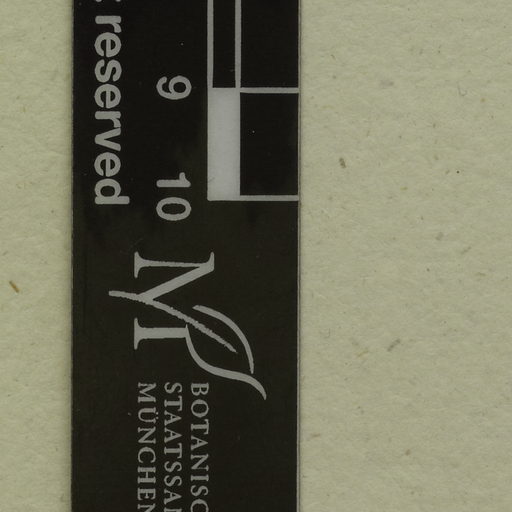 reserved
9 10
M
BOTANISC
STAATSSA
MÜNCHEN